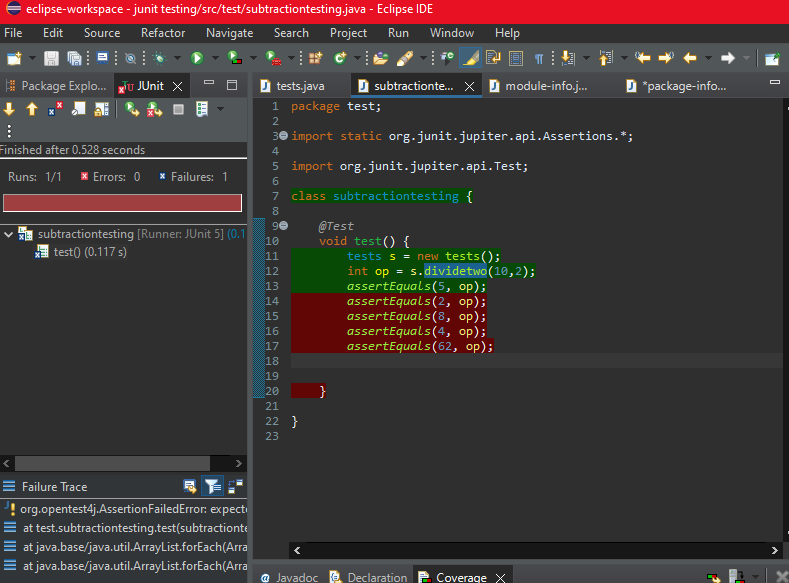 eclipse-workspace - junit testing/src/test/subtractiontesting.java - Eclipse IDE
File Edit Source Refactor Navigate Search Project Run Window Help
Package Explo... JUnit
tests.java subtractionte... module-info.j... *package-info...
Finished after 0.528 seconds
Runs: 1/1 Errors: 0 Failures: 1
subtractiontesting [Runner: JUnit 5] (0.1
test() (0.117 s)
1 package test;
2
3 import static org.junit.jupiter.api.Assertions.*;
4
5 import org.junit.jupiter.api.Test;
6
7 class subtractiontesting {
8
9 @Test
10 void test() {
11 tests s = new tests();
12 int op = s.dividetwo(10,2);
13 assertEquals(5, op);
14 assertEquals(2, op);
15 assertEquals(8, op);
16 assertEquals(4, op);
17 assertEquals(62, op);
18
19
20 }
21
22 }
23
Failure Trace
org.opentest4j.AssertionFailedError: expecte
at test.subtractiontesting.test(subtractionte
at java.base/java.util.ArrayList.forEach(Arra
at java.base/java.util.ArrayList.forEach(Arra
Javadoc Declaration Coverage